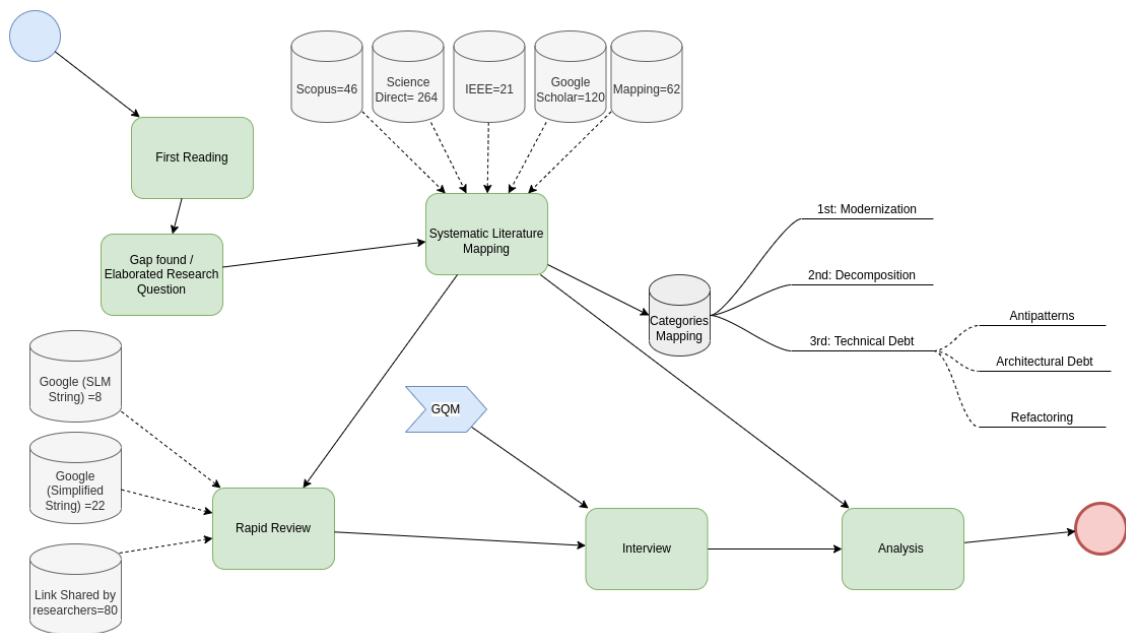 Scopus=46
Science
Direct= 264
IEEE=21
Google
Scholar=120
Mapping=62
First Reading
Systematic Literature
Mapping
Gap found /
Elaborated Research
Question
1st: Modernization
2nd: Decomposition
Categories
Mapping
3rd: Technical Debt
Antipatterns
Architectural Debt
Refactoring
Google (SLM
String) =8
GQM
Google
(Simplified
String) =22
Rapid Review
Interview
Analysis
Link Shared by
researchers=80